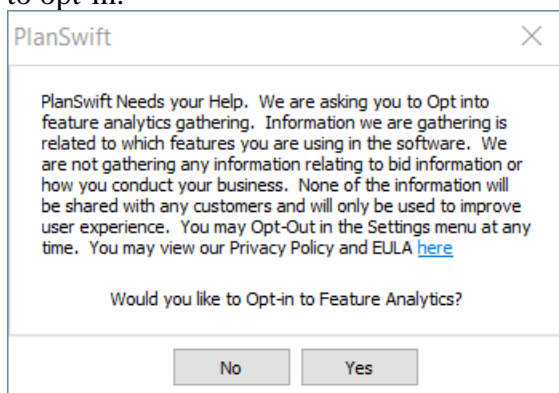 to opt-in.
PlanSwift
PlanSwift Needs your Help. We are asking you to Opt into
feature analytics gathering. Information we are gathering is
related to which features you are using in the software. We
are not gathering any information relating to bid information or
how you conduct your business. None of the information will
be shared with any customers and will only be used to improve
user experience. You may Opt-Out in the Settings menu at any
time. You may view our Privacy Policy and EULA here
Would you like to Opt-in to Feature Analytics?
No Yes